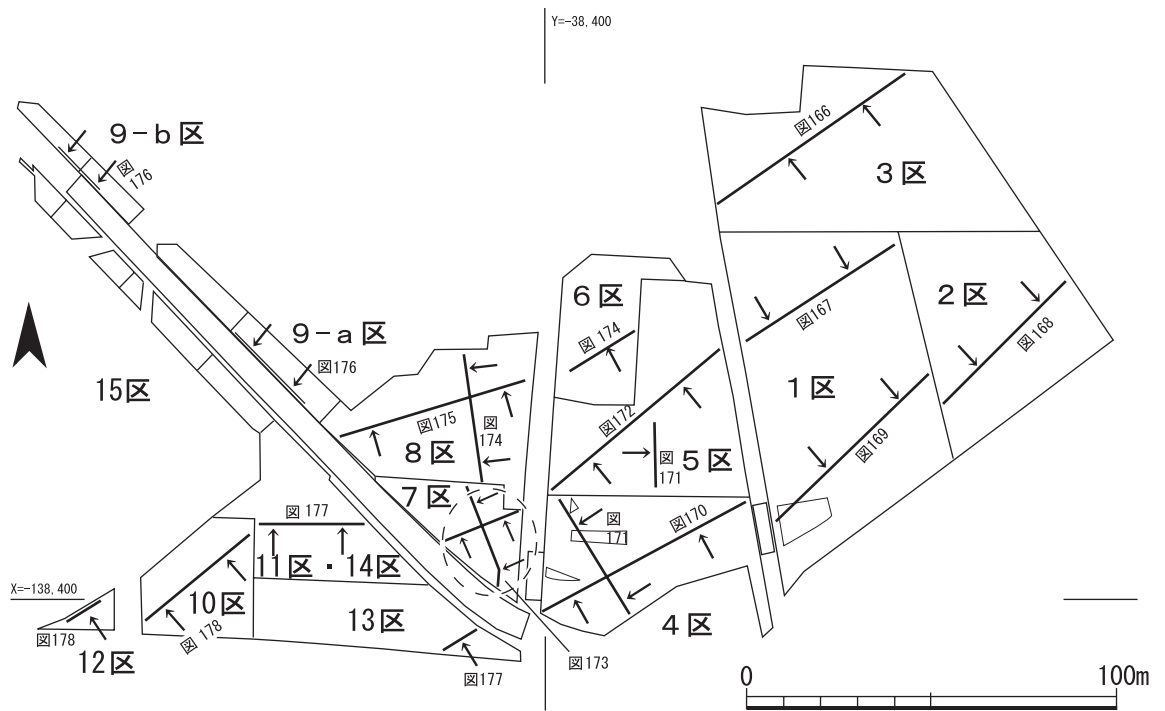 Y=-38,400
9-b区
図
176
図166
3区
6区
図 174
図167
2区
図168
9-a区
図176
15区
図175
図
174
8区
図172
1区
図
171
5区
図169
7区
図 177
図
171
図170
11区・14区
X=-138,400
10区
13区
4区
図178
図 178
12区
図177
図173
0
100m